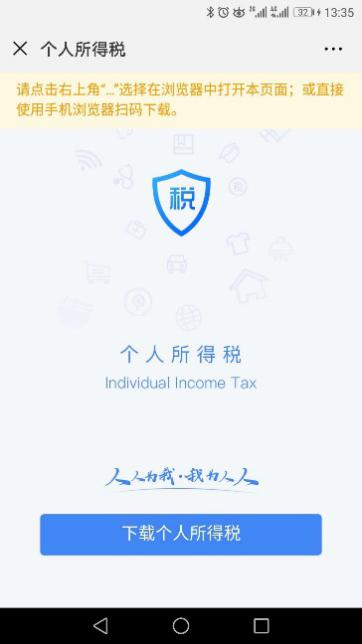 32 13:35
个人所得税
请点击右上角“...”选择在浏览器中打开本页面；或直接
使用手机浏览器扫码下载。
税
个人所得税
Individual Income Tax
人人为我·我为人人
下载个人所得税